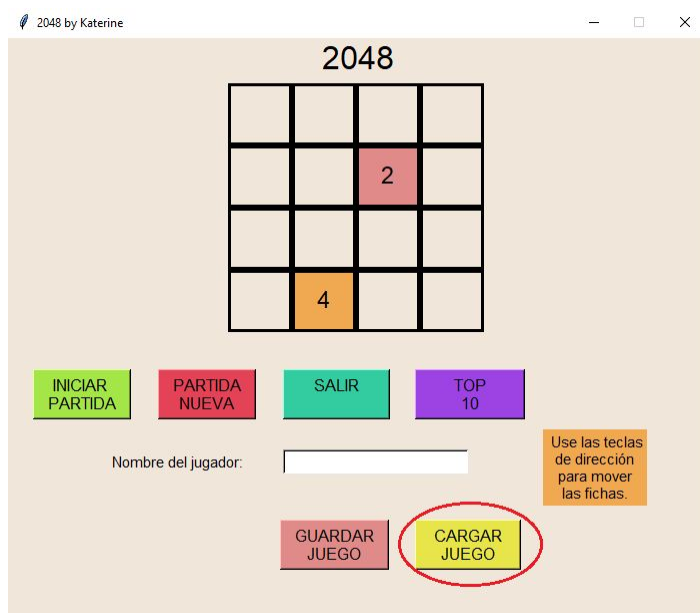 2048 by Katerine
2048
2
4
INICIAR
PARTIDA
PARTIDA
NUEVA
SALIR
TOP
10
Nombre del jugador:
Use las teclas
de dirección
para mover
las fichas.
GUARDAR
JUEGO
CARGAR
JUEGO